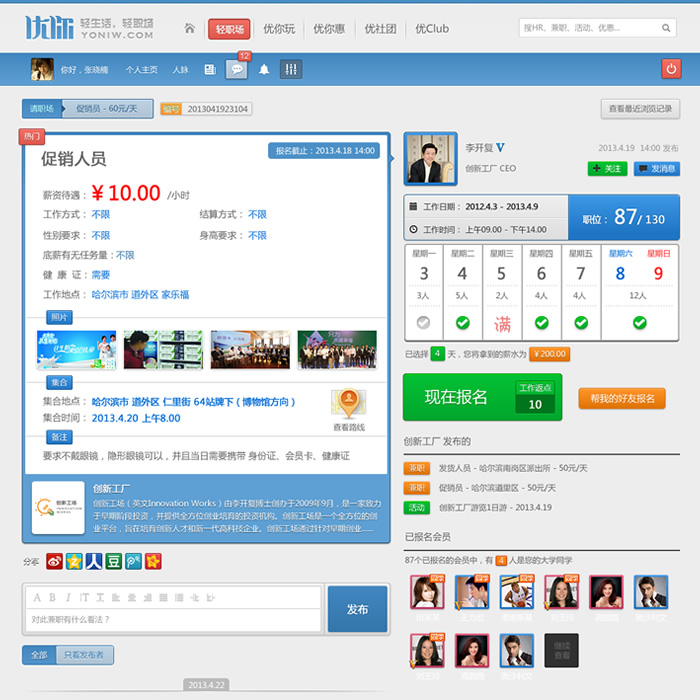 优你 轻生活，轻职场
YONIW.COM
轻职场 优你玩 优你惠 优社团 优Club
搜HR、兼职、活动、优惠...
你好，张晓楠 个人主页 人脉 12
请职场 促销员 - 60元/天 编号 2013041923104 查看最近浏览记录
热门
促销人员
报名截止：2013.4.18 14:00
薪资待遇：¥ 10.00 /小时
工作方式：不限 结算方式：不限
性别要求：不限 身高要求：不限
底薪有无任务量：不限
健 康 证：需要
工作地点：哈尔滨市 道外区 家乐福
照片
集合
集合地点：哈尔滨市 道外区 仁里街 64站牌下（博物馆方向）
集合时间：2013.4.20 上午8.00
查看路线
备注
要求不戴眼镜，隐形眼镜可以，并且当日需要携带 身份证、会员卡、健康证
创新工场
创新工厂
创新工场（英文Innovation Works）由李开复博士创办于2009年9月，是一家致力
于早期阶段投资，并提供全方位创业培育的投资机构。创新工场是一个全方位的创
业平台，旨在培育创新人才和新一代高科技企业。创新工场通过针对早期创业......
分享
豆
A B I T
对此兼职有什么看法？
发布
全部 只看发布者
2013.4.22
李开复 V 2013.4.19 14:00 发布
创新工厂 CEO
关注 发消息
工作日期：2012.4.3 - 2013.4.9
工作时间：上午09.00 - 下午14.00
职位：87/ 130
星期一 星期二 星期三 星期四 星期五 星期六 星期日
3 4 5 6 7 8 9
3人 5人 2人 4人 4人 12人
满
已选择 4 天，您将拿到的薪水为 ¥200.00
现在报名 工作返点
10
帮我的好友报名
创新工厂 发布的
兼职 发货人员 - 哈尔滨南岗区派出所 - 50元/天
兼职 促销员 - 哈尔滨道里区 - 50元/天
活动 创新工厂游览1日游 - 2013.4.19
已报名会员
87个已报名的会员中，有 4 人是您的大学同学
同学 同学 同学 同学
同学
继续
查看